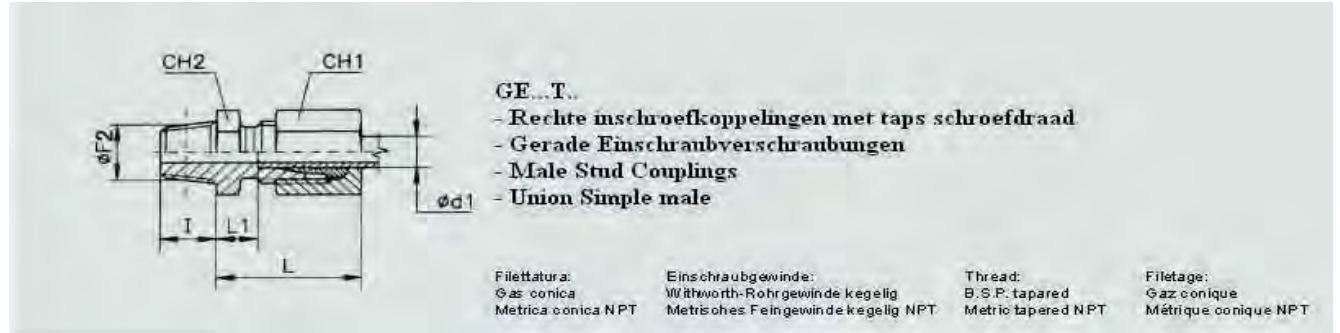 CH2 CH1
GE...T..
- Rechte inschroefkoppelingen met taps schroefdraad
- Gerade Einschraubverschraubungen
- Male Stud Couplings
- Union Simple male
øF2
ød1
I L1
L
Filettatura: Einschraubgewinde: Thread: Filetage:
Gas conica Withworth-Rohrgewinde kegelig B.S.P. tapared Gaz conique
Metrica conica NPT Metrisches Feingewinde kegelig NPT Metric tapered NPT Métrique conique NPT